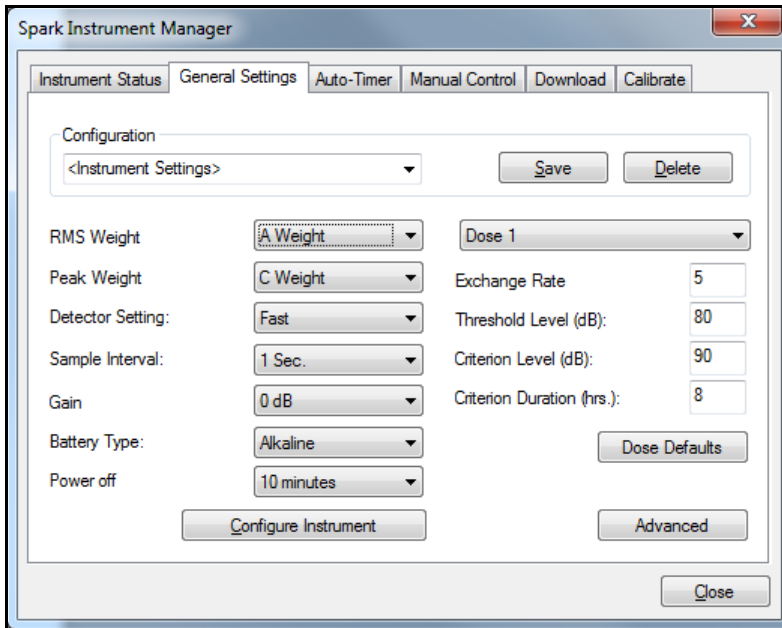 Spark Instrument Manager
Instrument Status General Settings Auto-Timer Manual Control Download Calibrate
Configuration
<Instrument Settings> Save Delete
RMS Weight A Weight Dose 1
Peak Weight C Weight Exchange Rate 5
Detector Setting: Fast Threshold Level (dB): 80
Sample Interval: 1 Sec. Criterion Level (dB): 90
Gain 0 dB Criterion Duration (hrs.): 8
Battery Type: Alkaline Dose Defaults
Power off 10 minutes
Configure Instrument Advanced
Close